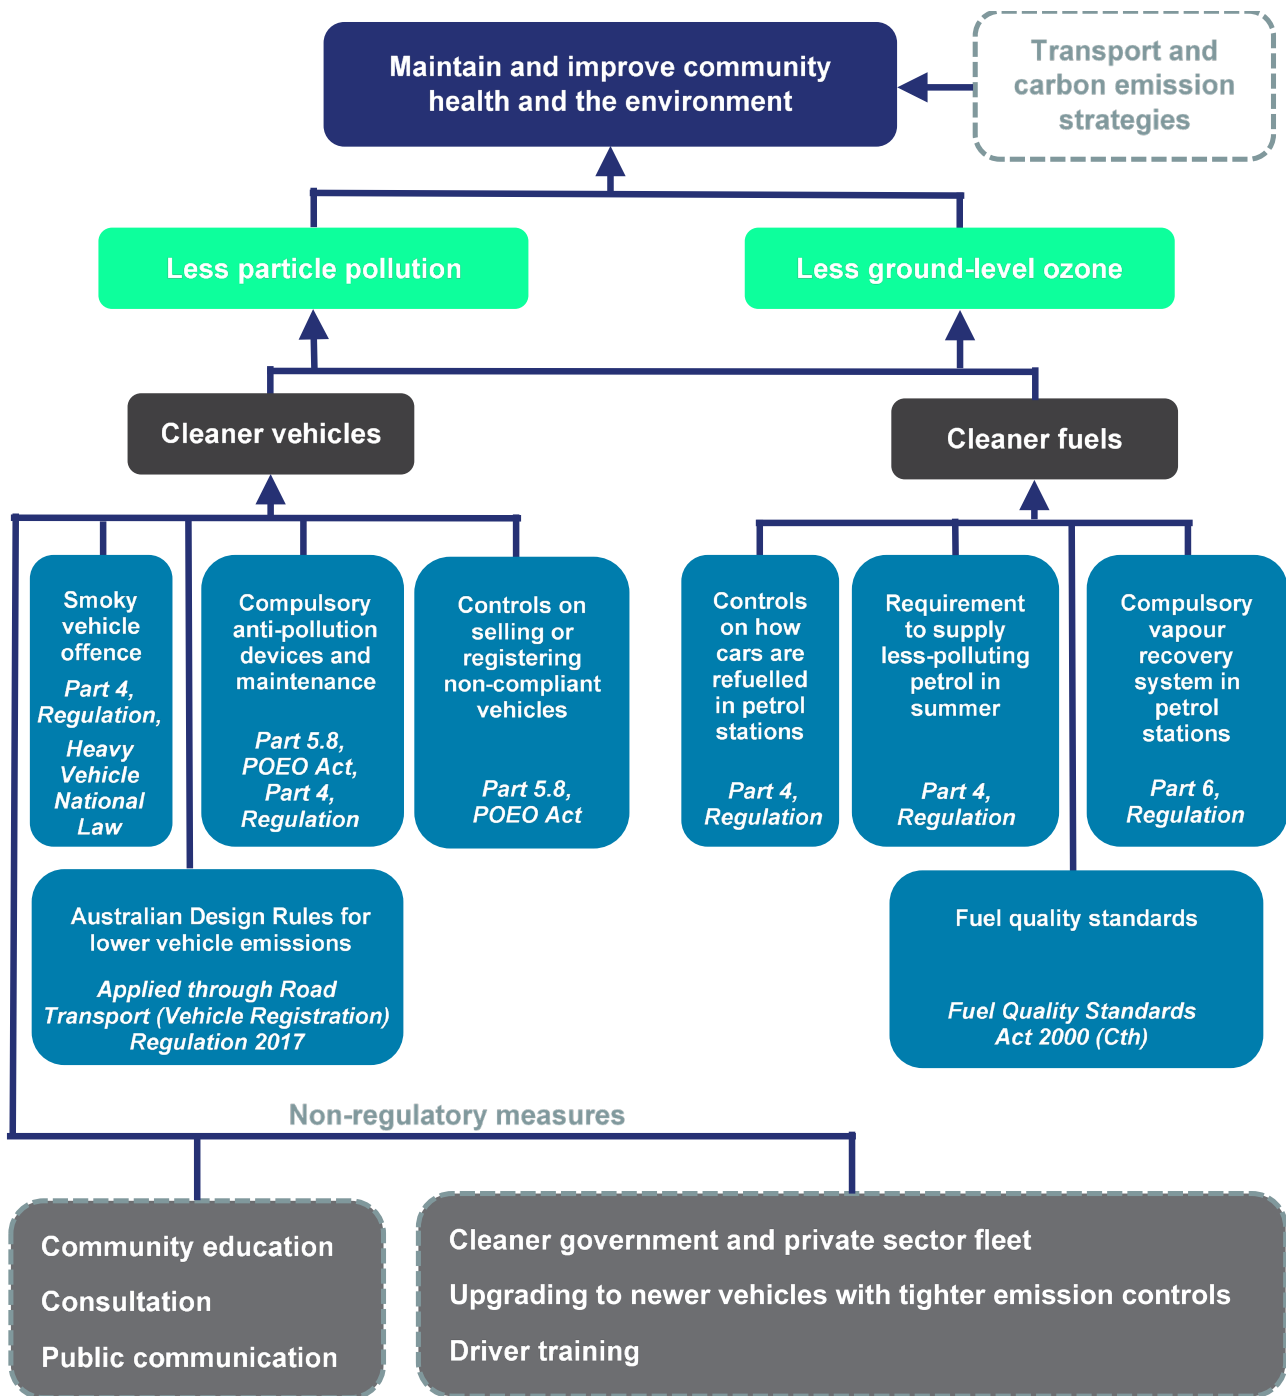 Maintain and improve community
health and the environment
Transport and
carbon emission
strategies
Less particle pollution
Less ground-level ozone
Cleaner vehicles
Cleaner fuels
Smoky
vehicle
offence
Part 4,
Regulation,
Heavy
Vehicle
National
Law
Compulsory
anti-pollution
devices and
maintenance
Part 5.8,
POEO Act,
Part 4,
Regulation
Controls on
selling or
registering
non-compliant
vehicles
Part 5.8,
POEO Act
Controls
on how
cars are
refuelled
in petrol
stations
Part 4,
Regulation
Requirement
to supply
less-polluting
petrol in
summer
Part 4,
Regulation
Compulsory
vapour
recovery
system in
petrol
stations
Part 6,
Regulation
Australian Design Rules for
lower vehicle emissions
Applied through Road
Transport (Vehicle Registration)
Regulation 2017
Fuel quality standards
Fuel Quality Standards
Act 2000 (Cth)
Non-regulatory measures
Community education
Consultation
Public communication
Cleaner government and private sector fleet
Upgrading to newer vehicles with tighter emission controls
Driver training